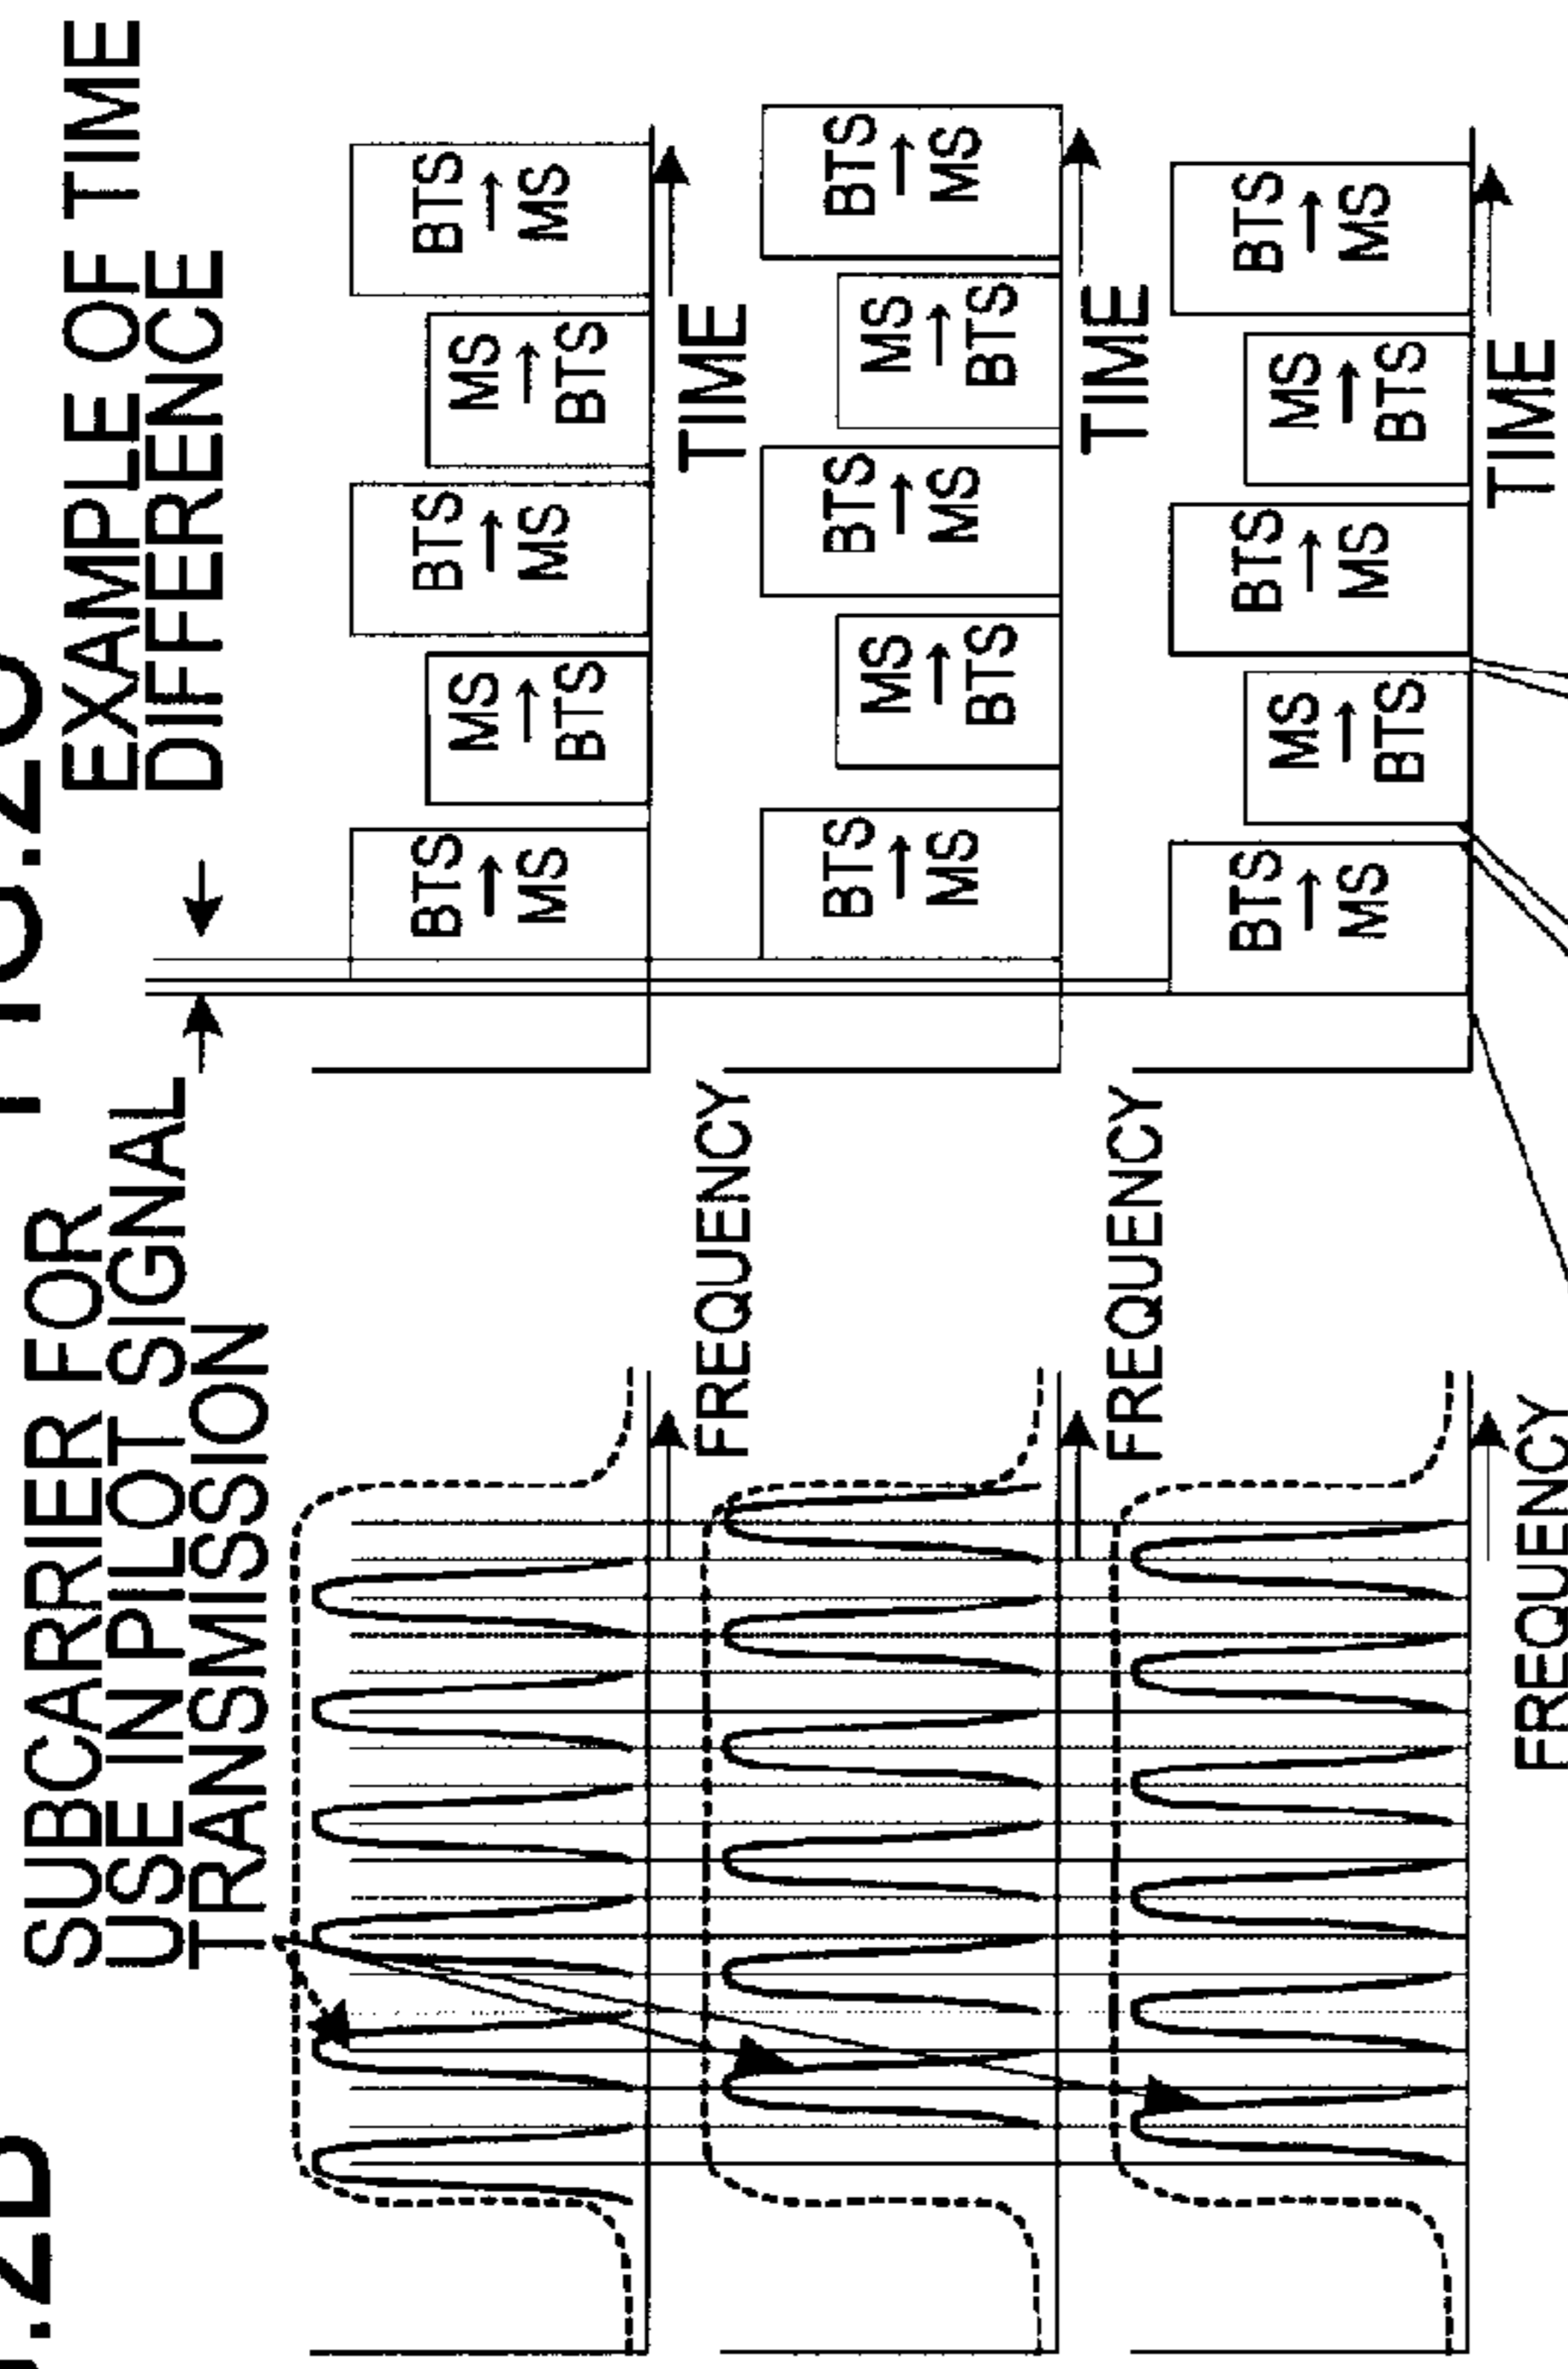 SUBCARRIER FOR
USE IN PILOT SIGNAL
TRANSMISSION
FREQUENCY
FREQUENCY
FREQUENCY
EXAMPLE OF TIME
DIFFERENCE
BTS
→
MS
MS
→
BTS
BTS
→
MS
MS
→
BTS
BTS
→
MS
TIME
BTS
→
MS
MS
→
BTS
BTS
→
MS
MS
→
BTS
BTS
→
MS
TIME
BTS
→
MS
MS
→
BTS
BTS
→
MS
MS
→
BTS
BTS
→
MS
TIME